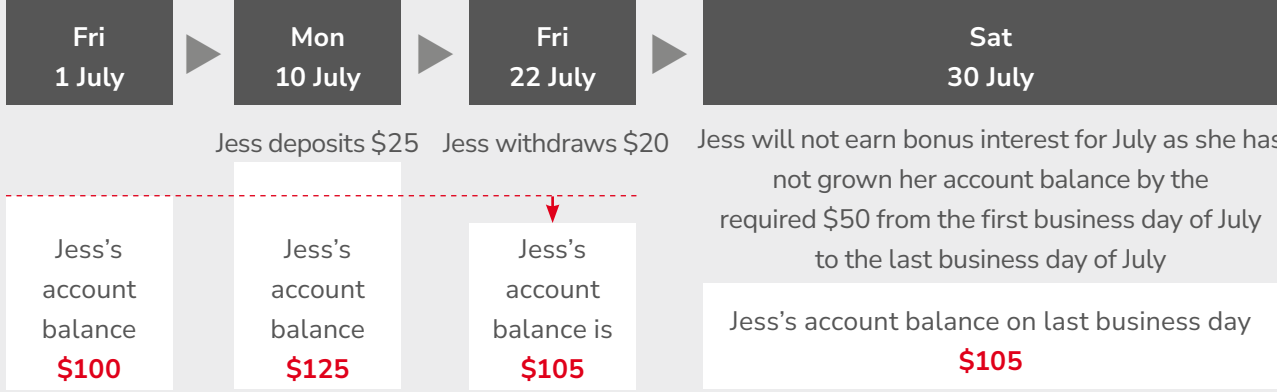 Fri
1 July
Mon
10 July
Fri
22 July
Sat
30 July
Jess deposits $25
Jess withdraws $20
Jess will not earn bonus interest for July as she has
not grown her account balance by the
required $50 from the first business day of July
to the last business day of July
Jess’s
account
balance
$100
Jess’s
account
balance
$125
Jess’s
account
balance is
$105
Jess’s account balance on last business day
$105